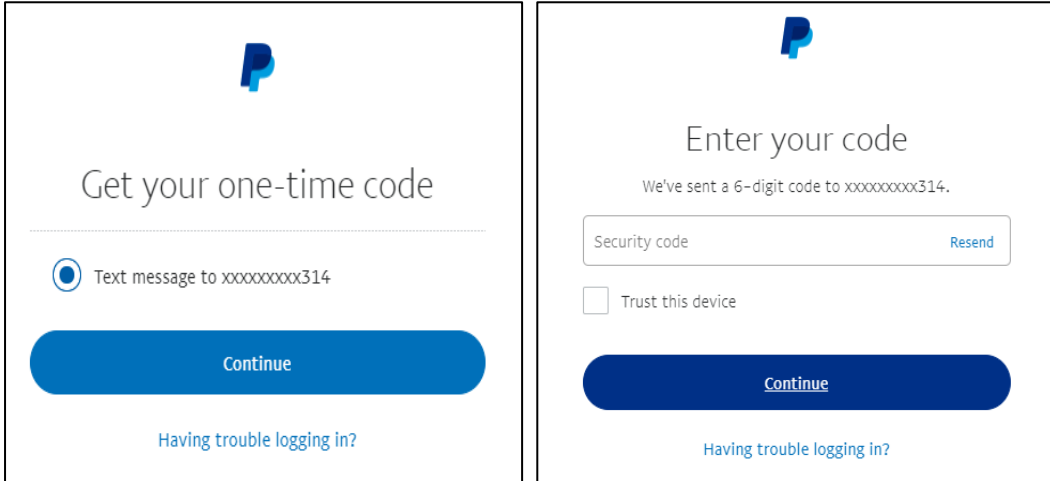 Get your one-time code
Text message to xxxxxxxxx314
Continue
Having trouble logging in?
Enter your code
We've sent a 6-digit code to xxxxxxxxx314.
Security code Resend
Trust this device
Continue
Having trouble logging in?